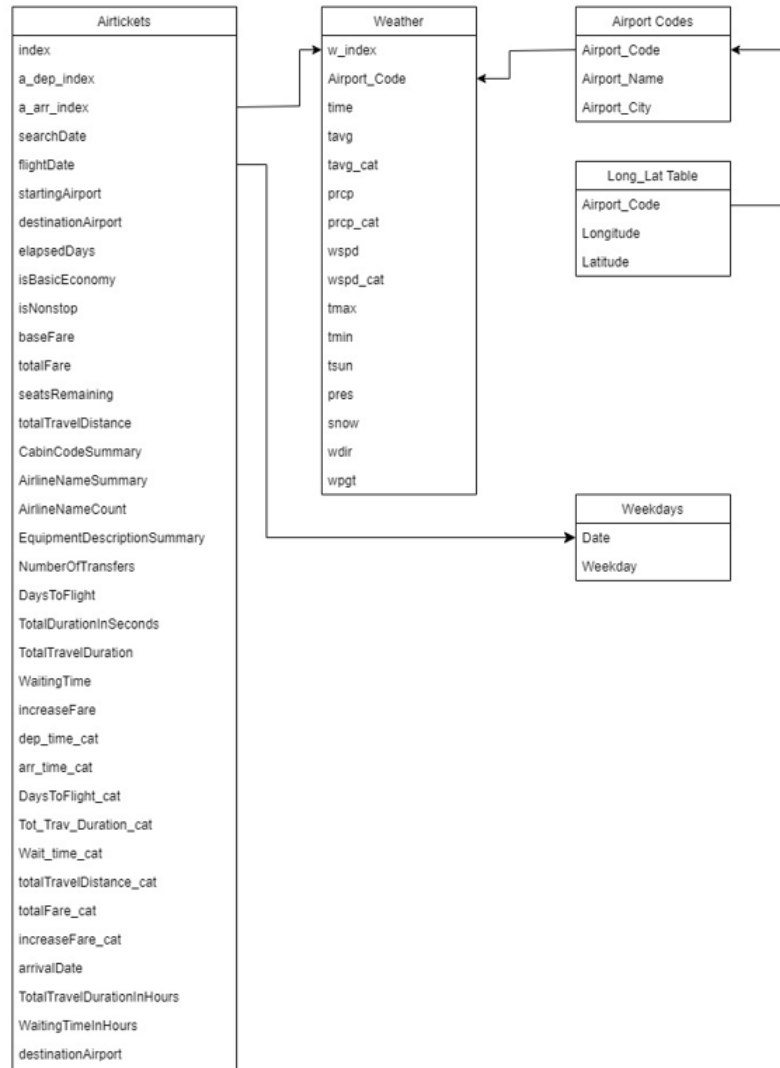 Airtickets
index
a_dep_index
a_arr_index
searchDate
flightDate
startingAirport
destinationAirport
elapsedDays
isBasicEconomy
isNonstop
baseFare
totalFare
seatsRemaining
totalTravelDistance
CabinCodeSummary
AirlineNameSummary
AirlineNameCount
EquipmentDescriptionSummary
NumberOfTransfers
DaysToFlight
TotalDurationInSeconds
TotalTravelDuration
WaitingTime
increaseFare
dep_time_cat
arr_time_cat
DaysToFlight_cat
Tot_Trav_Duration_cat
Wait_time_cat
totalTravelDistance_cat
totalFare_cat
increaseFare_cat
arrivalDate
TotalTravelDurationInHours
WaitingTimeInHours
destinationAirport
Weather
w_index
Airport_Code
time
tavg
tavg_cat
prcp
prcp_cat
wspd
wspd_cat
tmax
tmin
tsun
pres
snow
wdir
wpgt
Airport Codes
Airport_Code
Airport_Name
Airport_City
Long_Lat Table
Airport_Code
Longitude
Latitude
Weekdays
Date
Weekday